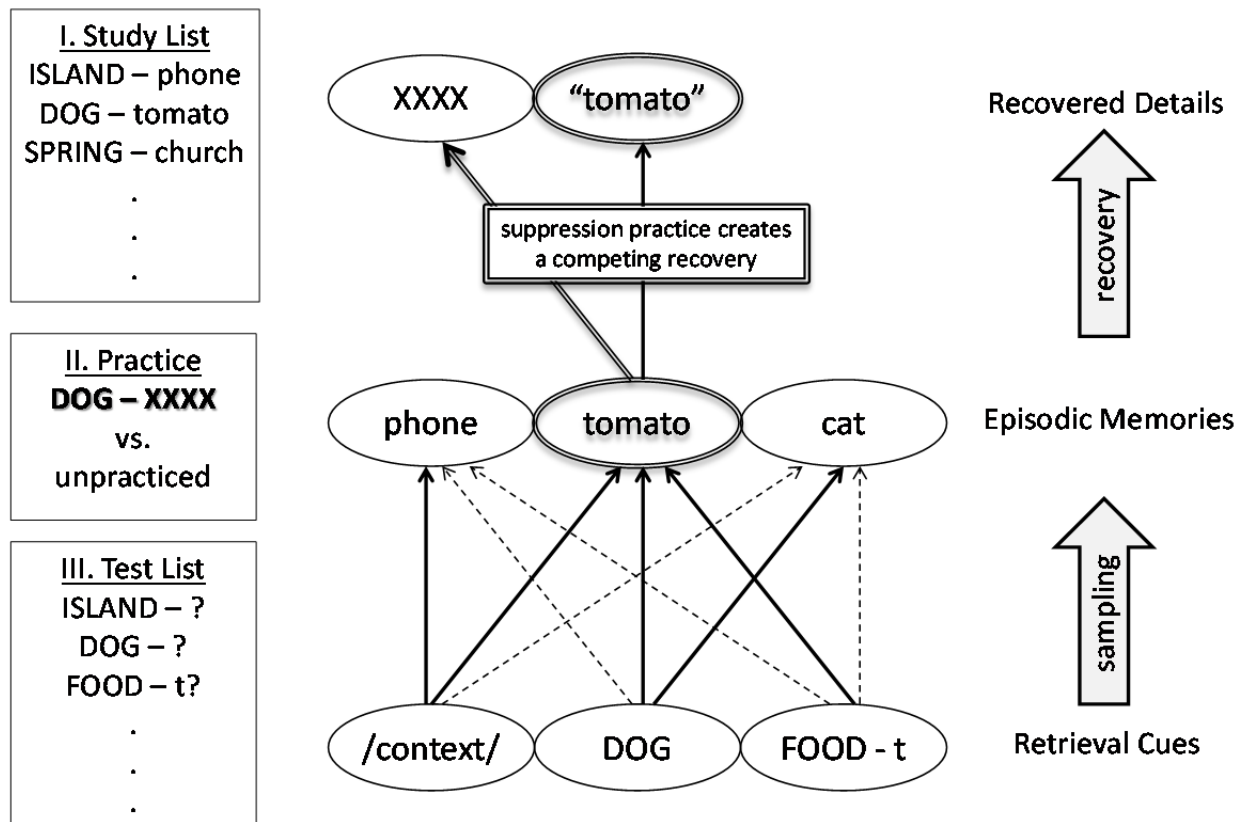 I. Study List
ISLAND – phone
DOG – tomato
SPRING – church
.
.
.
II. Practice
DOG – XXXX
vs.
unpracticed
III. Test List
ISLAND – ?
DOG – ?
FOOD – t?
.
.
.
XXXX
“tomato”
suppression practice creates
a competing recovery
phone
tomato
cat
/context/
DOG
FOOD - t
Recovered Details
recovery
Episodic Memories
sampling
Retrieval Cues